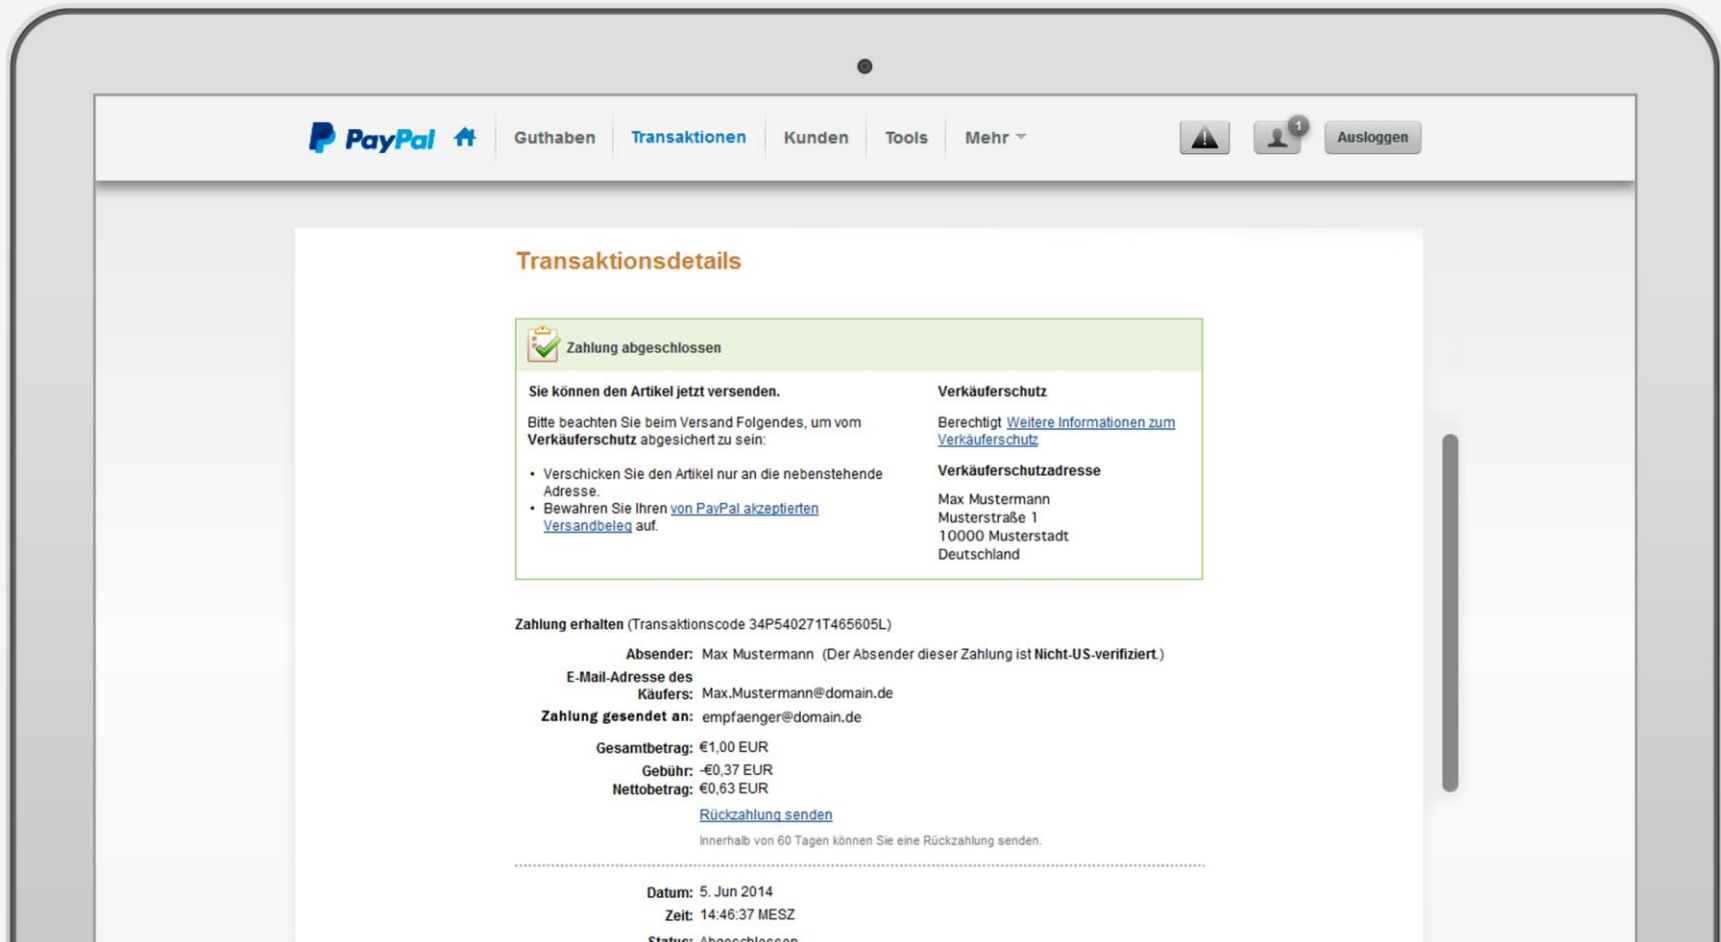 PayPal Guthaben Transaktionen Kunden Tools Mehr 1 Ausloggen
Transaktionsdetails
Zahlung abgeschlossen
Sie können den Artikel jetzt versenden.
Bitte beachten Sie beim Versand Folgendes, um vom
Verkäuferschutz abgesichert zu sein:
• Verschicken Sie den Artikel nur an die nebenstehende
Adresse.
• Bewahren Sie Ihren von PayPal akzeptierten
Versandbeleg auf.
Verkäuferschutz
Berechtigt Weitere Informationen zum
Verkäuferschutz
Verkäuferschutzadresse
Max Mustermann
Musterstraße 1
10000 Musterstadt
Deutschland
Zahlung erhalten (Transaktionscode 34P540271T465605L)
Absender: Max Mustermann (Der Absender dieser Zahlung ist Nicht-US-verifiziert.)
E-Mail-Adresse des
Käufers: Max.Mustermann@domain.de
Zahlung gesendet an: empfaenger@domain.de
Gesamtbetrag: €1,00 EUR
Gebühr: -€0,37 EUR
Nettobetrag: €0,63 EUR
Rückzahlung senden
Innerhalb von 60 Tagen können Sie eine Rückzahlung senden.
Datum: 5. Jun 2014
Zeit: 14:46:37 MESZ
Status: Abgeschlossen